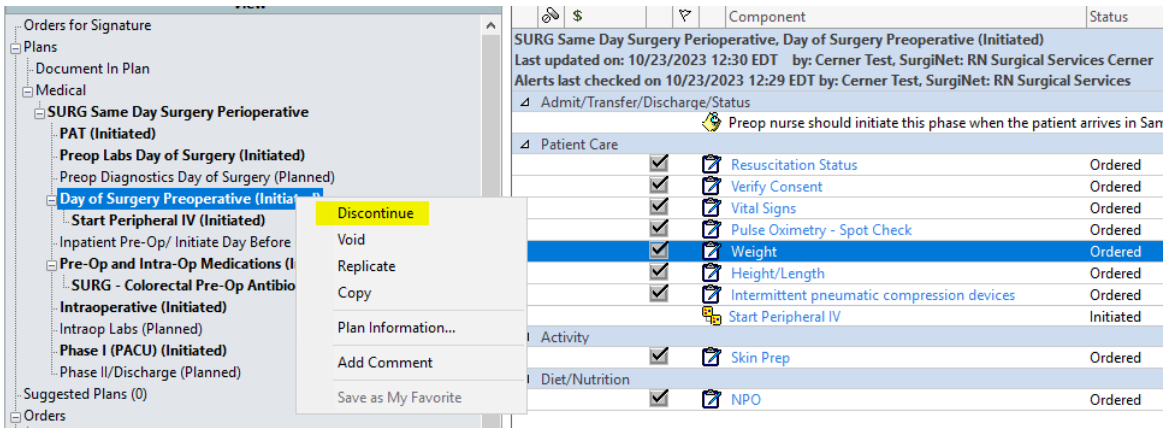 View
Orders for Signature
Plans
Document In Plan
Medical
SURG Same Day Surgery Perioperative
PAT (Initiated)
Preop Labs Day of Surgery (Initiated)
Preop Diagnostics Day of Surgery (Planned)
Day of Surgery Preoperative (Initiated)
Start Peripheral IV (Initiated)
Inpatient Pre-Op/ Initiate Day Before
Pre-Op and Intra-Op Medications (I
SURG - Colorectal Pre-Op Antibio
Intraoperative (Initiated)
Intraop Labs (Planned)
Phase I (PACU) (Initiated)
Phase II/Discharge (Planned)
Suggested Plans (0)
Orders
Discontinue
Void
Replicate
Copy
Plan Information...
Add Comment
Save as My Favorite
$ Component Status
SURG Same Day Surgery Perioperative, Day of Surgery Preoperative (Initiated)
Last updated on: 10/23/2023 12:30 EDT by: Cerner Test, SurgiNet: RN Surgical Services Cerner
Alerts last checked on 10/23/2023 12:29 EDT by: Cerner Test, SurgiNet: RN Surgical Services
Admit/Transfer/Discharge/Status
Preop nurse should initiate this phase when the patient arrives in Sam
Patient Care
Resuscitation Status Ordered
Verify Consent Ordered
Vital Signs Ordered
Pulse Oximetry - Spot Check Ordered
Weight Ordered
Height/Length Ordered
Intermittent pneumatic compression devices Ordered
Start Peripheral IV Initiated
Activity
Skin Prep Ordered
Diet/Nutrition
NPO Ordered